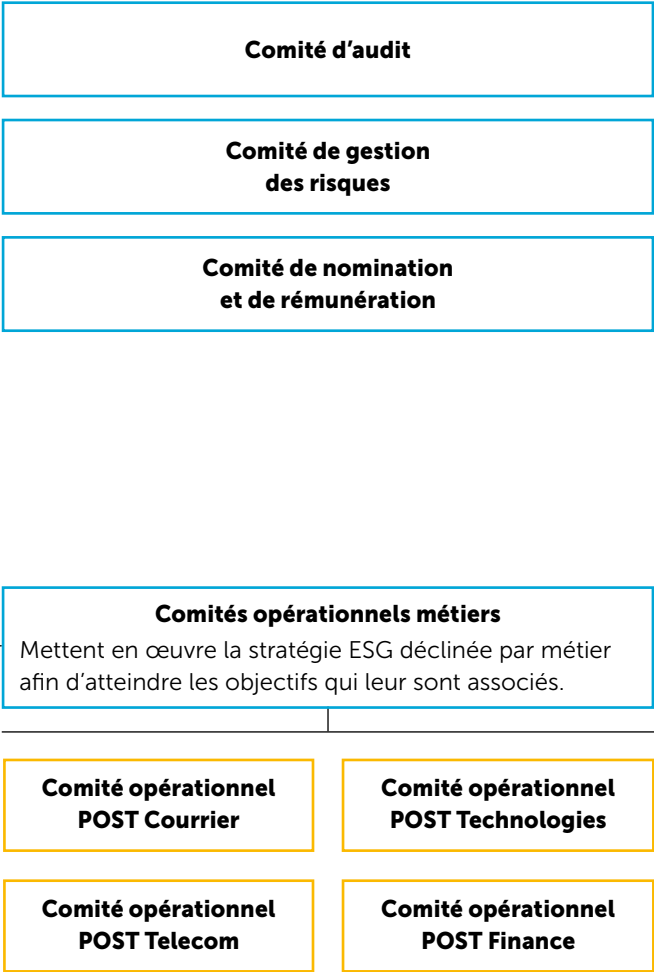 Comité d’audit
Comité de gestion
des risques
Comité de nomination
et de rémunération
Comités opérationnels métiers
Mettent en œuvre la stratégie ESG déclinée par métier
afin d’atteindre les objectifs qui leur sont associés.
Comité opérationnel
POST Courrier
Comité opérationnel
POST Technologies
Comité opérationnel
POST Telecom
Comité opérationnel
POST Finance